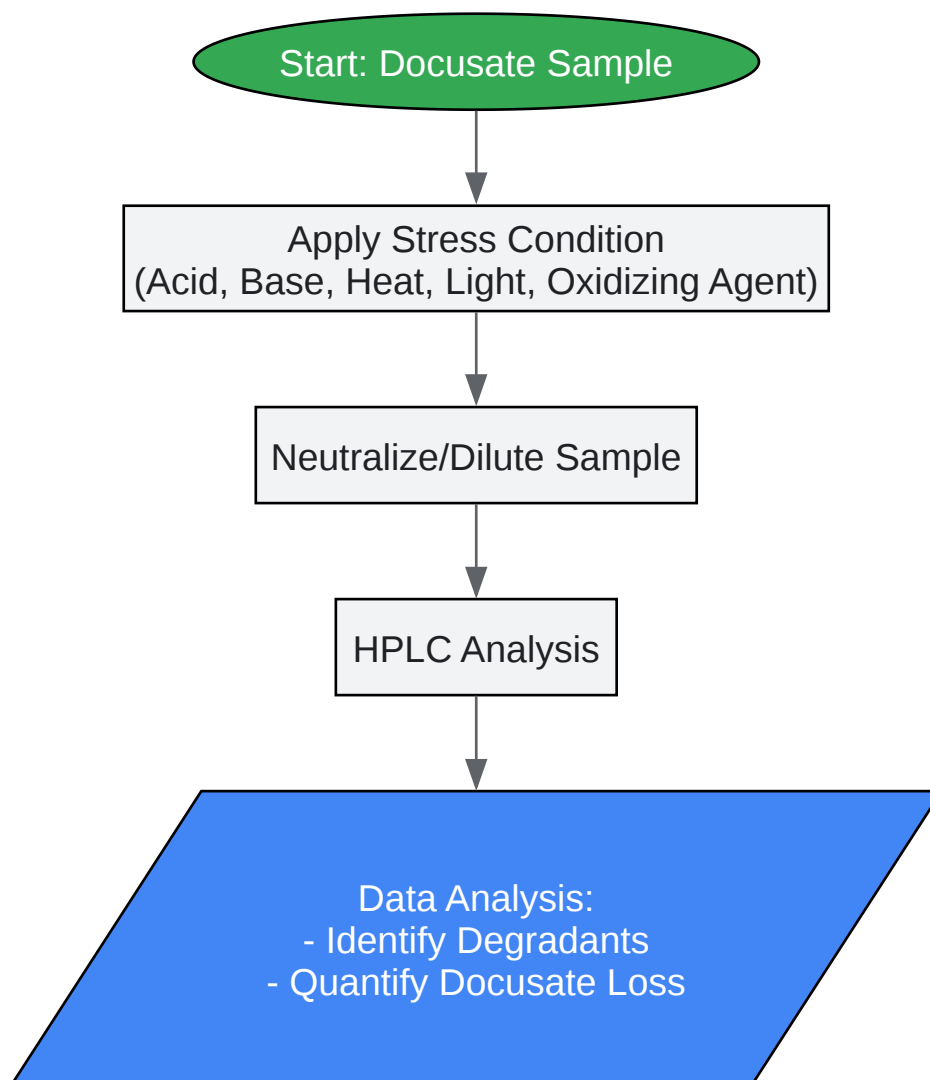 Start: Docusate Sample
Apply Stress Condition
(Acid, Base, Heat, Light, Oxidizing Agent)
Neutralize/Dilute Sample
HPLC Analysis
Data Analysis:
- Identify Degradants
- Quantify Docusate Loss